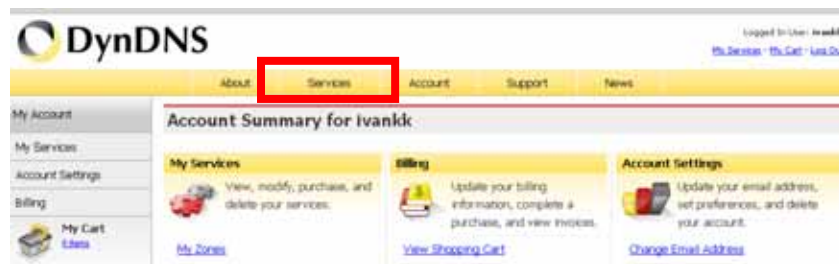 DynDNS
Logged In User: ivankk
My Services - My Cart - Log Ou
About Services Account Support News
My Account
My Services
Account Settings
Billing
My Cart
0 items
Account Summary for ivankk
My Services
View, modify, purchase, and
delete your services.
My Zones
Billing
Update your billing
information, complete a
purchase, and view invoices.
View Shopping Cart
Account Settings
Update your email address,
set preferences, and delete
your account.
Change Email Address